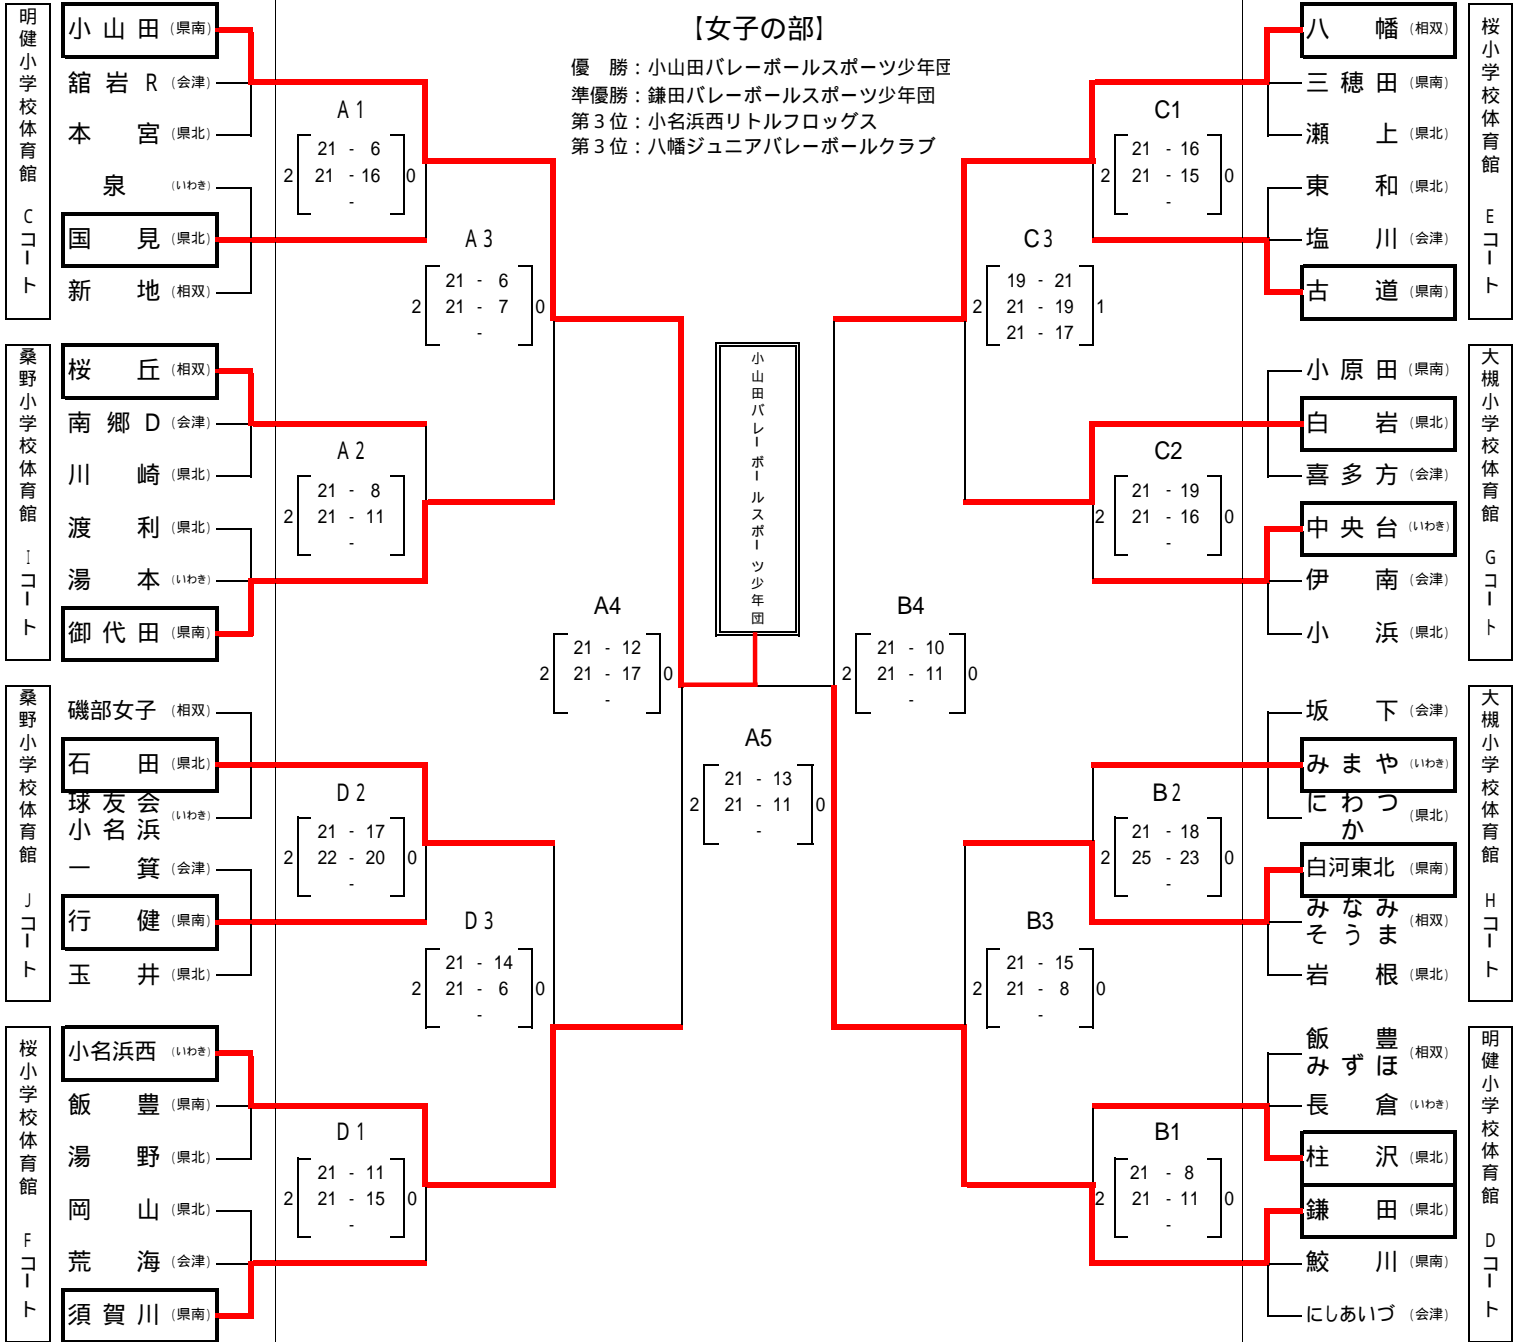 【女子の部】
優　勝：小山田バレーボールスポーツ少年団
準優勝：鎌田バレーボールスポーツ少年団
第３位：小名浜西リトルフロッグス
第３位：八幡ジュニアバレーボールクラブ
明健小学校体育館　Cコート
小山田（県南）
舘岩R（会津）
本宮（県北）
泉（いわき）
国見（県北）
新地（相双）
桑野小学校体育館　Iコート
桜丘（相双）
南郷D（会津）
川崎（県北）
渡利（県北）
湯本（いわき）
御代田（県南）
桑野小学校体育館　Jコート
磯部女子（相双）
石田（県北）
球友会
小名浜（いわき）
一箕（会津）
行健（県南）
玉井（県北）
桜小学校体育館　Fコート
小名浜西（いわき）
飯豊（県南）
湯野（県北）
岡山（県北）
荒海（会津）
須賀川（県南）
A1
21 - 6
2 21 - 16 0
-
A3
21 - 6
2 21 - 7 0
-
A2
21 - 8
2 21 - 11
-
A4
21 - 12
2 21 - 17 0
-
D2
21 - 17
2 22 - 20 0
-
D3
21 - 14
2 21 - 6 0
-
D1
21 - 11
2 21 - 15 0
-
小山田バレーボールスポーツ少年団
A5
21 - 13
2 21 - 11 0
-
C1
21 - 16
2 21 - 15 0
-
C3
19 - 21
2 21 - 19 1
21 - 17
C2
21 - 19
2 21 - 16 0
-
B4
21 - 10
2 21 - 11 0
-
B2
21 - 18
2 25 - 23 0
-
B3
21 - 15
2 21 - 8 0
-
B1
21 - 8
2 21 - 11 0
-
桜小学校体育館　Eコート
八幡（相双）
三穂田（県南）
瀬上（県北）
東和（県北）
塩川（会津）
古道（県南）
大槻小学校体育館　Gコート
小原田（県南）
白岩（県北）
喜多方（会津）
中央台（いわき）
伊南（会津）
小浜（県北）
大槻小学校体育館　Hコート
坂下（会津）
みまや（いわき）
にわつ
か（県北）
白河東北（県南）
みなみ
そうま（相双）
岩根（県北）
明健小学校体育館　Dコート
飯豊
みずほ（相双）
長倉（いわき）
柱沢（県北）
鎌田（県北）
鮫川（県南）
にしあいづ（会津）